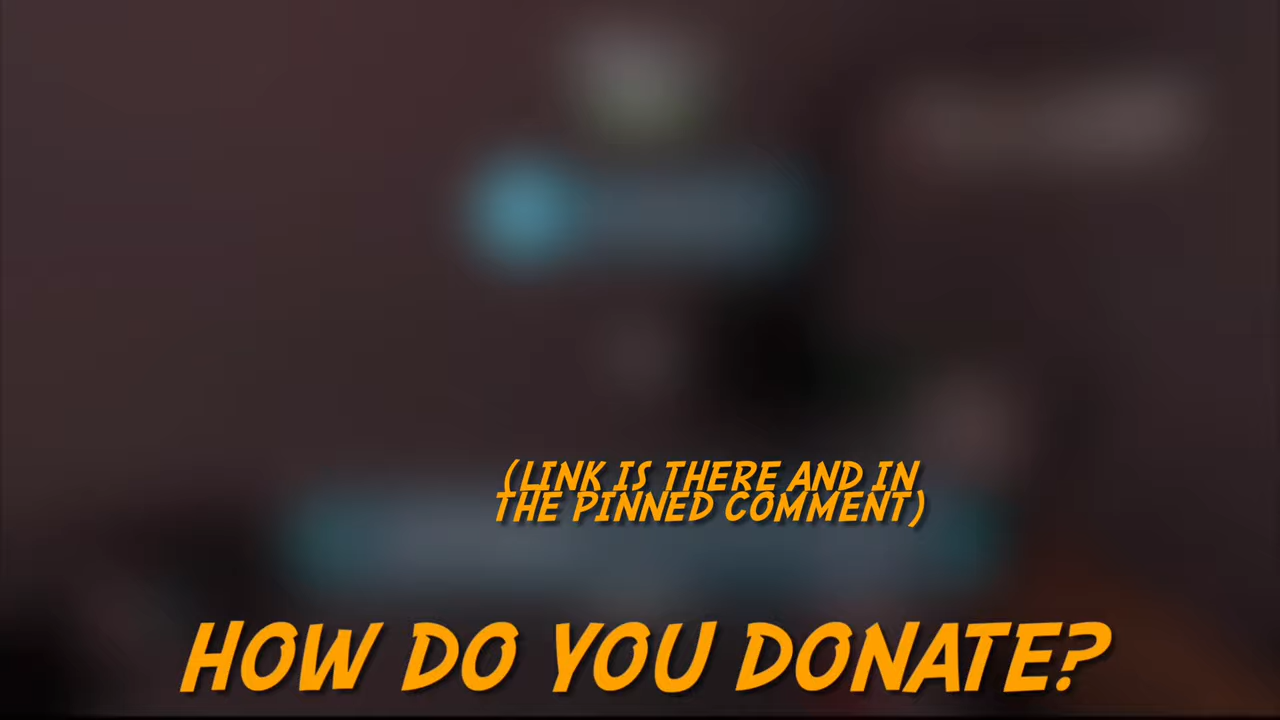 (LINK IS THERE AND IN
THE PINNED COMMENT)
HOW DO YOU DONATE?